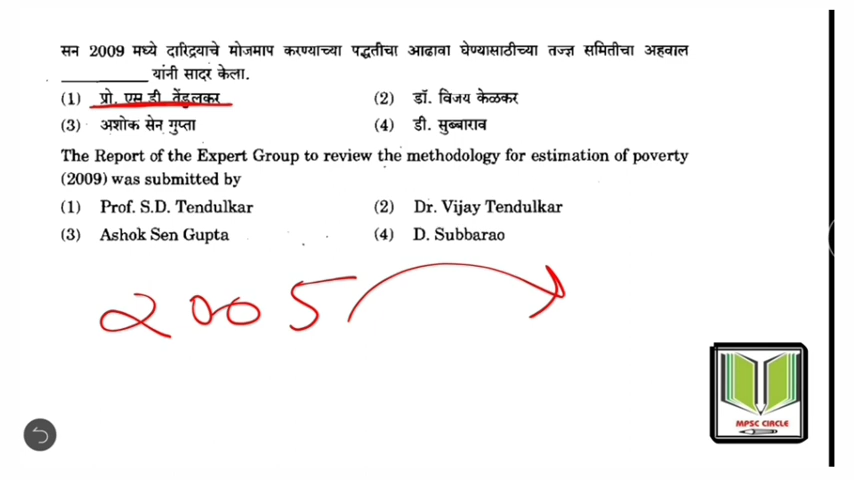 सन 2009 मध्ये दारिद्र्याचे मोजमाप करण्याच्या पद्धतीचा आढावा घेण्यासाठीच्या तज्ज्ञ समितीचा अहवाल
__________ यांनी सादर केला.
(1) प्रो. एस.डी. तेंडुलकर (2) डॉ. विजय केळकर
(3) अशोक सेन गुप्ता (4) डी. सुब्बाराव
The Report of the Expert Group to review the methodology for estimation of poverty
(2009) was submitted by
(1) Prof. S.D. Tendulkar (2) Dr. Vijay Tendulkar
(3) Ashok Sen Gupta (4) D. Subbarao
2005
MPSC CIRCLE